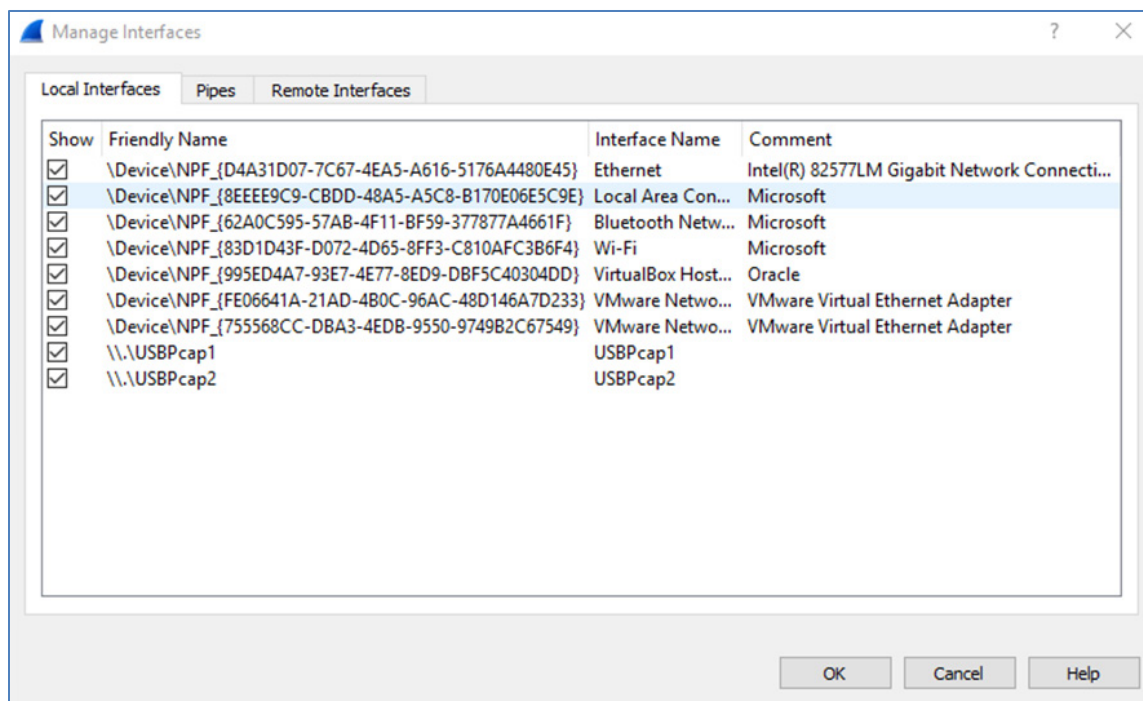 Manage Interfaces ?
Local Interfaces Pipes Remote Interfaces
Show Friendly Name Interface Name Comment
\Device\NPF_{D4A31D07-7C67-4EA5-A616-5176A4480E45} Ethernet Intel(R) 82577LM Gigabit Network Connecti...
\Device\NPF_{8EEEE9C9-CBDD-48A5-A5C8-B170E06E5C9E} Local Area Con... Microsoft
\Device\NPF_{62A0C595-57AB-4F11-BF59-377877A4661F} Bluetooth Netw... Microsoft
\Device\NPF_{83D1D43F-D072-4D65-8FF3-C810AFC3B6F4} Wi-Fi Microsoft
\Device\NPF_{995ED4A7-93E7-4E77-8ED9-DBF5C40304DD} VirtualBox Host... Oracle
\Device\NPF_{FE06641A-21AD-4B0C-96AC-48D146A7D233} VMware Netwo... VMware Virtual Ethernet Adapter
\Device\NPF_{755568CC-DBA3-4EDB-9550-9749B2C67549} VMware Netwo... VMware Virtual Ethernet Adapter
\\.\USBPcap1 USBPcap1
\\.\USBPcap2 USBPcap2
OK Cancel Help